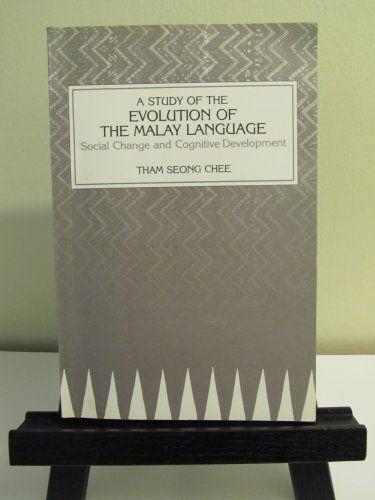 A STUDY OF THE
EVOLUTION OF
THE MALAY LANGUAGE
Social Change and Cognitive Development
THAM SEONG CHEE